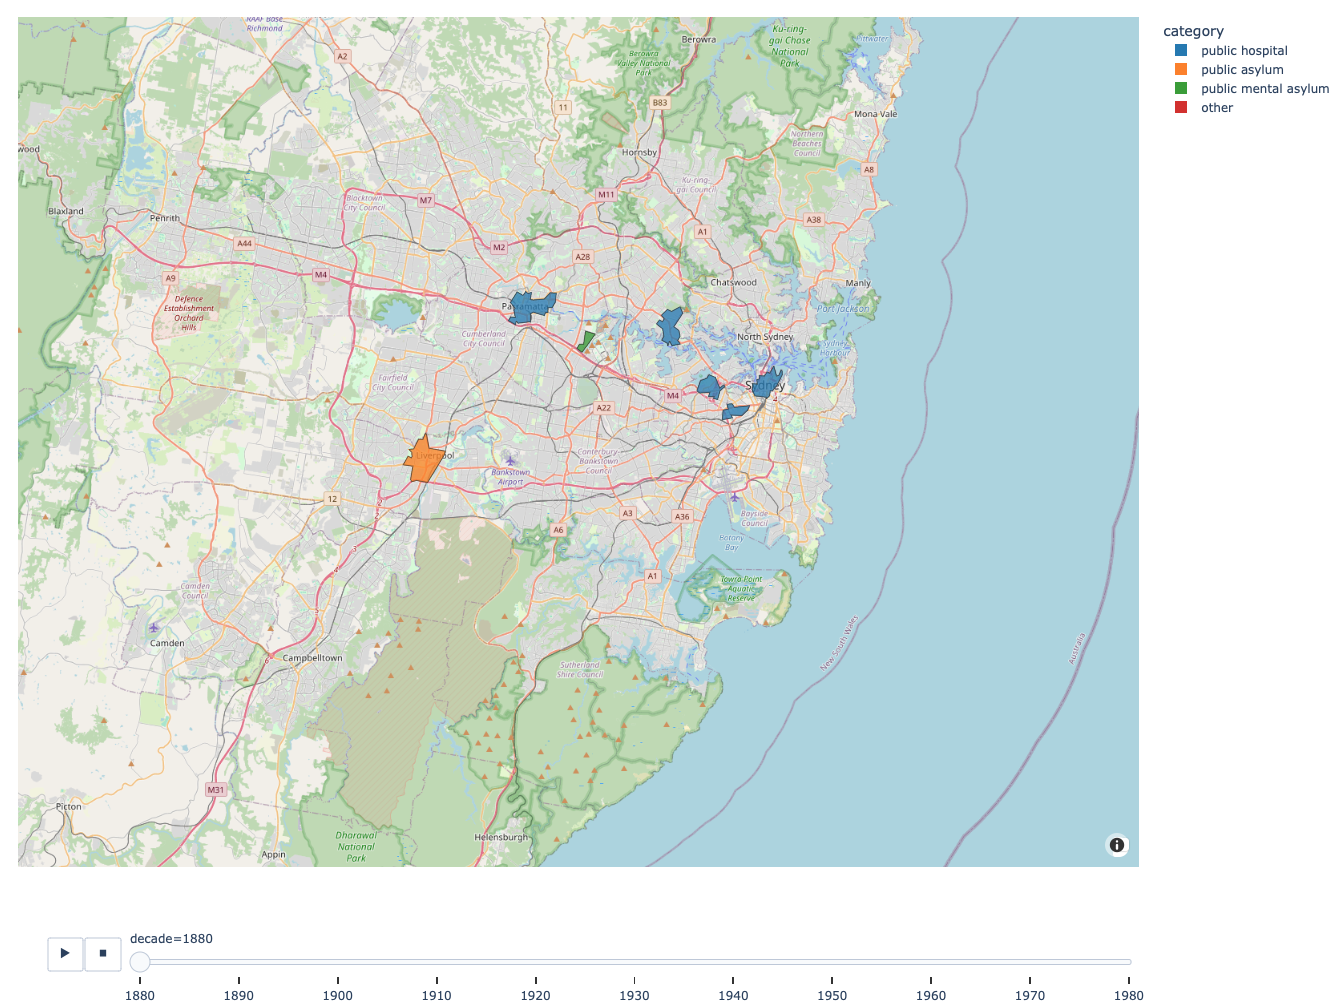 category
public hospital
public asylum
public mental asylum
other
RAAF Base
Richmond
Berowra
Ku-ring-
gai Chase
National
Park
A2
Berowra
Valley National
Park
11
B83
Mona Vale
Hornsby
Northern
Beaches
Council
A8
Ku-ring-
gai Council
M11
Blaxland
Penrith
Blacktown
City Council
M7
A38
A1
A44
M2
A28
A9
M4
Chatswood
Manly
Defence
Establishment
Orchard
Hills
Port Jackson
Cumberland
City Council
North Sydney
Sydney
Harbour
Fairfield
City Council
Sydney
M4
A22
Liverpool
Canterbury
Bankstown
Council
Bankstown
Airport
12
A3
A36
Bayside
Council
A6
Botany
Bay
A1
Towra Point
Aquatic
Reserve
Camden
Council
Camden
Campbelltown
Sutherland
Shire Council
New South Wales
Australia
M31
Picton
Appin
Dharawal
National
Park
Helensburgh
decade=1880
1880 1890 1900 1910 1920 1930 1940 1950 1960 1970 1980